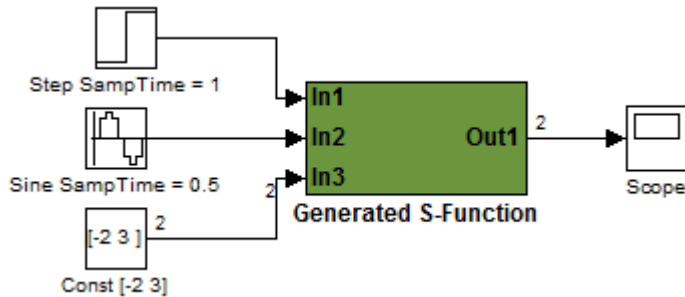 Step SampTime = 1
In1
In2
In3
Out1
2
Scope
Sine SampTime = 0.5
2
Generated S-Function
[-2 3 ]
2
Const [-2 3]